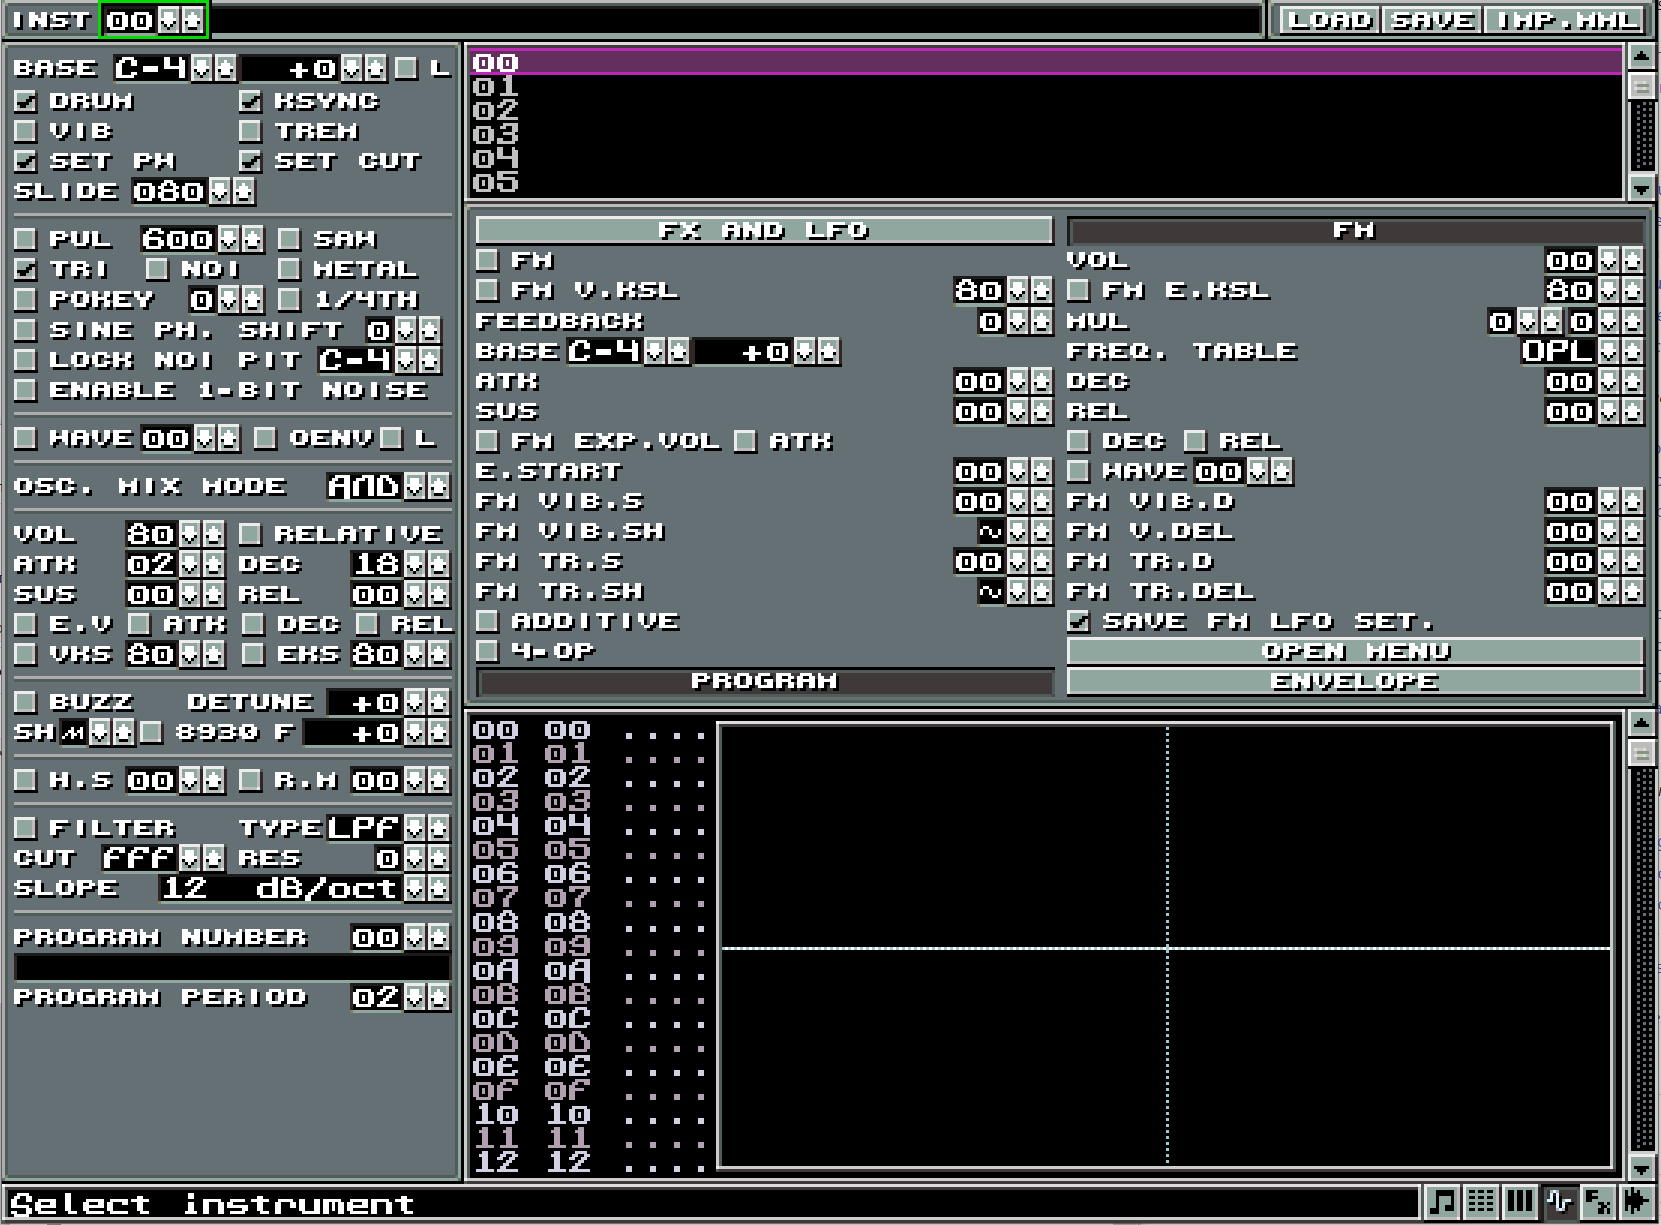 INST 00 LOAD SAVE IMP.MML
BASE C-4 +0 L
DRUM KSYNC
VIB TREM
SET PW SET CUT
SLIDE 080
PUL 600 SAW
TRI NOI METAL
POKEY 0 1/4TH
SINE PH. SHIFT 0
LOCK NOI PIT C-4
ENABLE 1-BIT NOISE
WAVE 00 OENV L
OSC. MIX MODE AND
VOL 80 RELATIVE
ATK 02 DEC 18
SUS 00 REL 00
E.V ATK DEC REL
VKS 80 EKS 80
BUZZ DETUNE +0
SH 8930 F +0
H.S 00 R.M 00
FILTER TYPE LPF
CUT fff RES 0
SLOPE 12 dB/oct
PROGRAM NUMBER 00
PROGRAM PERIOD 02
00
01
02
03
04
05
FX AND LFO FM
FM VOL 00
FM V.KSL 80 FM E.KSL 80
FEEDBACK 0 MUL 0 0
BASE C-4 +0 FREQ. TABLE OPL
ATK 00 DEC 00
SUS 00 REL 00
FM EXP.VOL ATK DEC REL
E.START 00 WAVE 00
FM VIB.S 00 FM VIB.D 00
FM VIB.SH ~ FM V.DEL 00
FM TR.S 00 FM TR.D 00
FM TR.SH ~ FM TR.DEL 00
ADDITIVE SAVE FM LFO SET.
4-OP OPEN MENU
PROGRAM ENVELOPE
00 00 ....
01 01 ....
02 02 ....
03 03 ....
04 04 ....
05 05 ....
06 06 ....
07 07 ....
08 08 ....
09 09 ....
0A 0A ....
0B 0B ....
0C 0C ....
0D 0D ....
0E 0E ....
0F 0F ....
10 10 ....
11 11 ....
12 12 ....
Select instrument